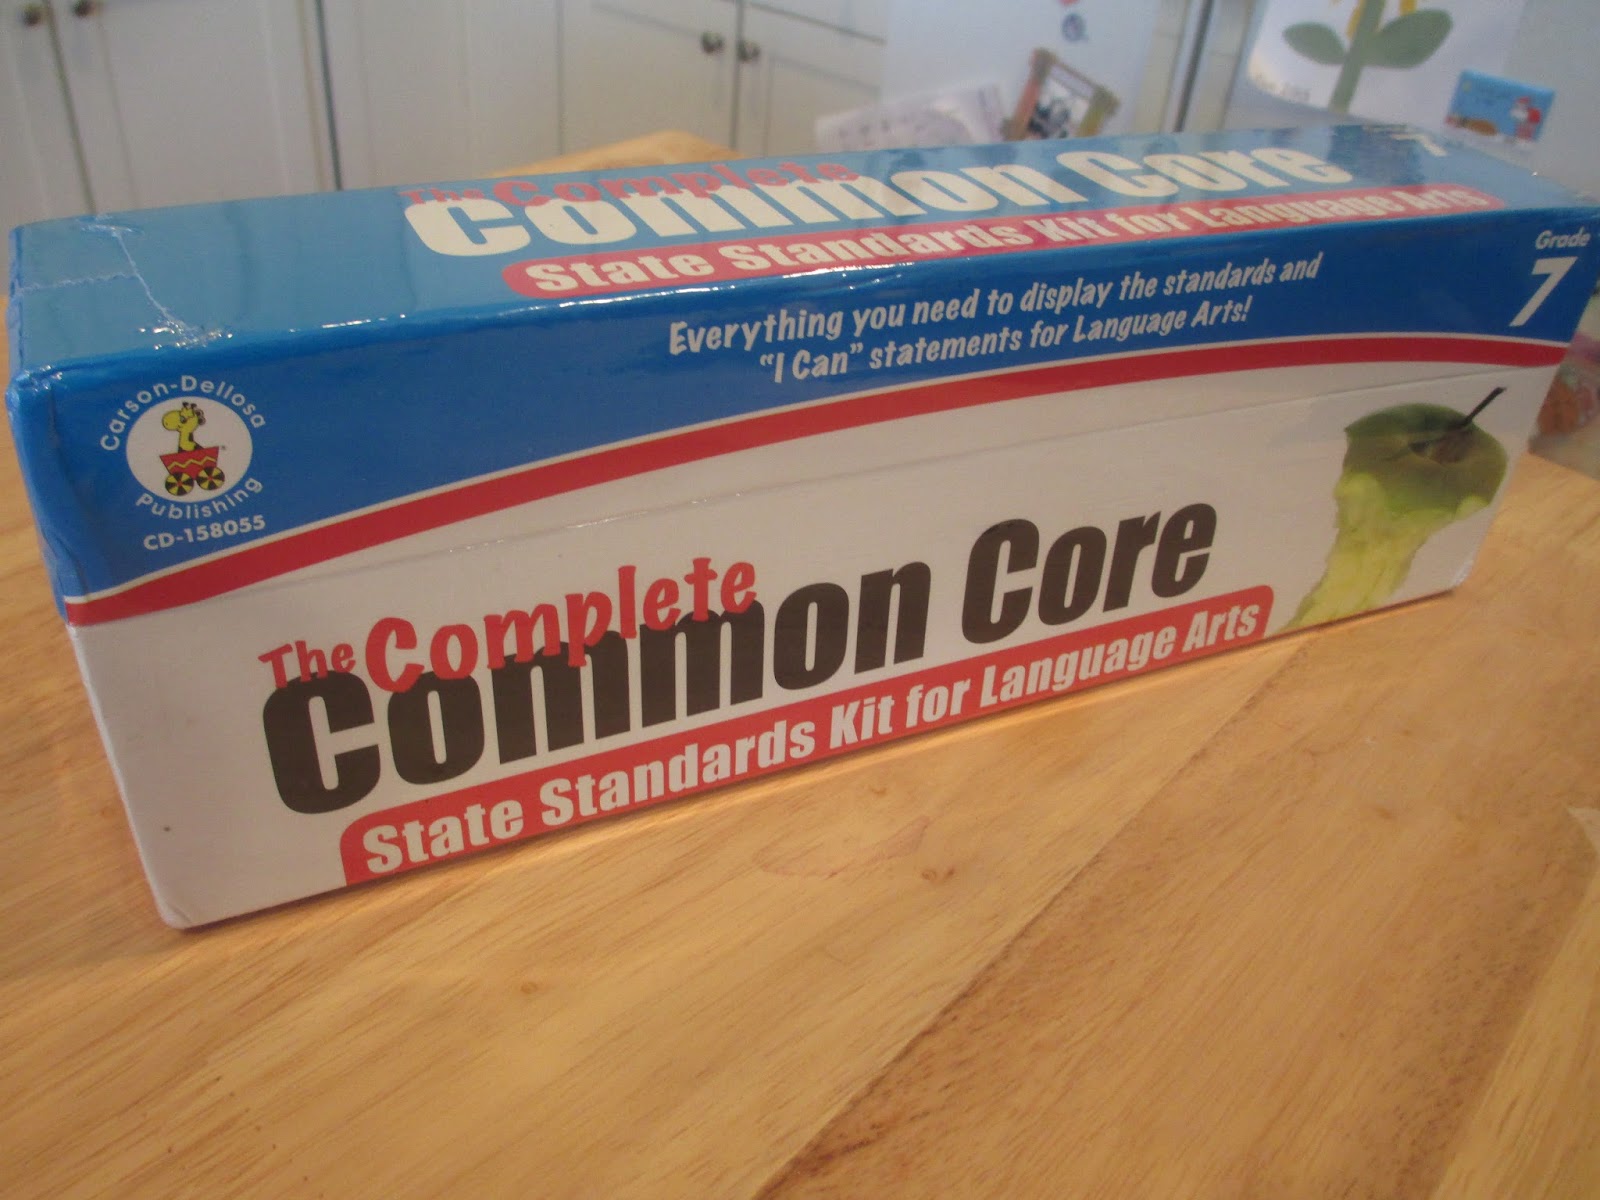 The Complete
Common Core
State Standards Kit for Language Arts
7
Everything you need to display the standards and
"I Can" statements for Language Arts!
Grade
7
Carson-Dellosa
Publishing
CD-158055
The Complete
Common Core
State Standards Kit for Language Arts